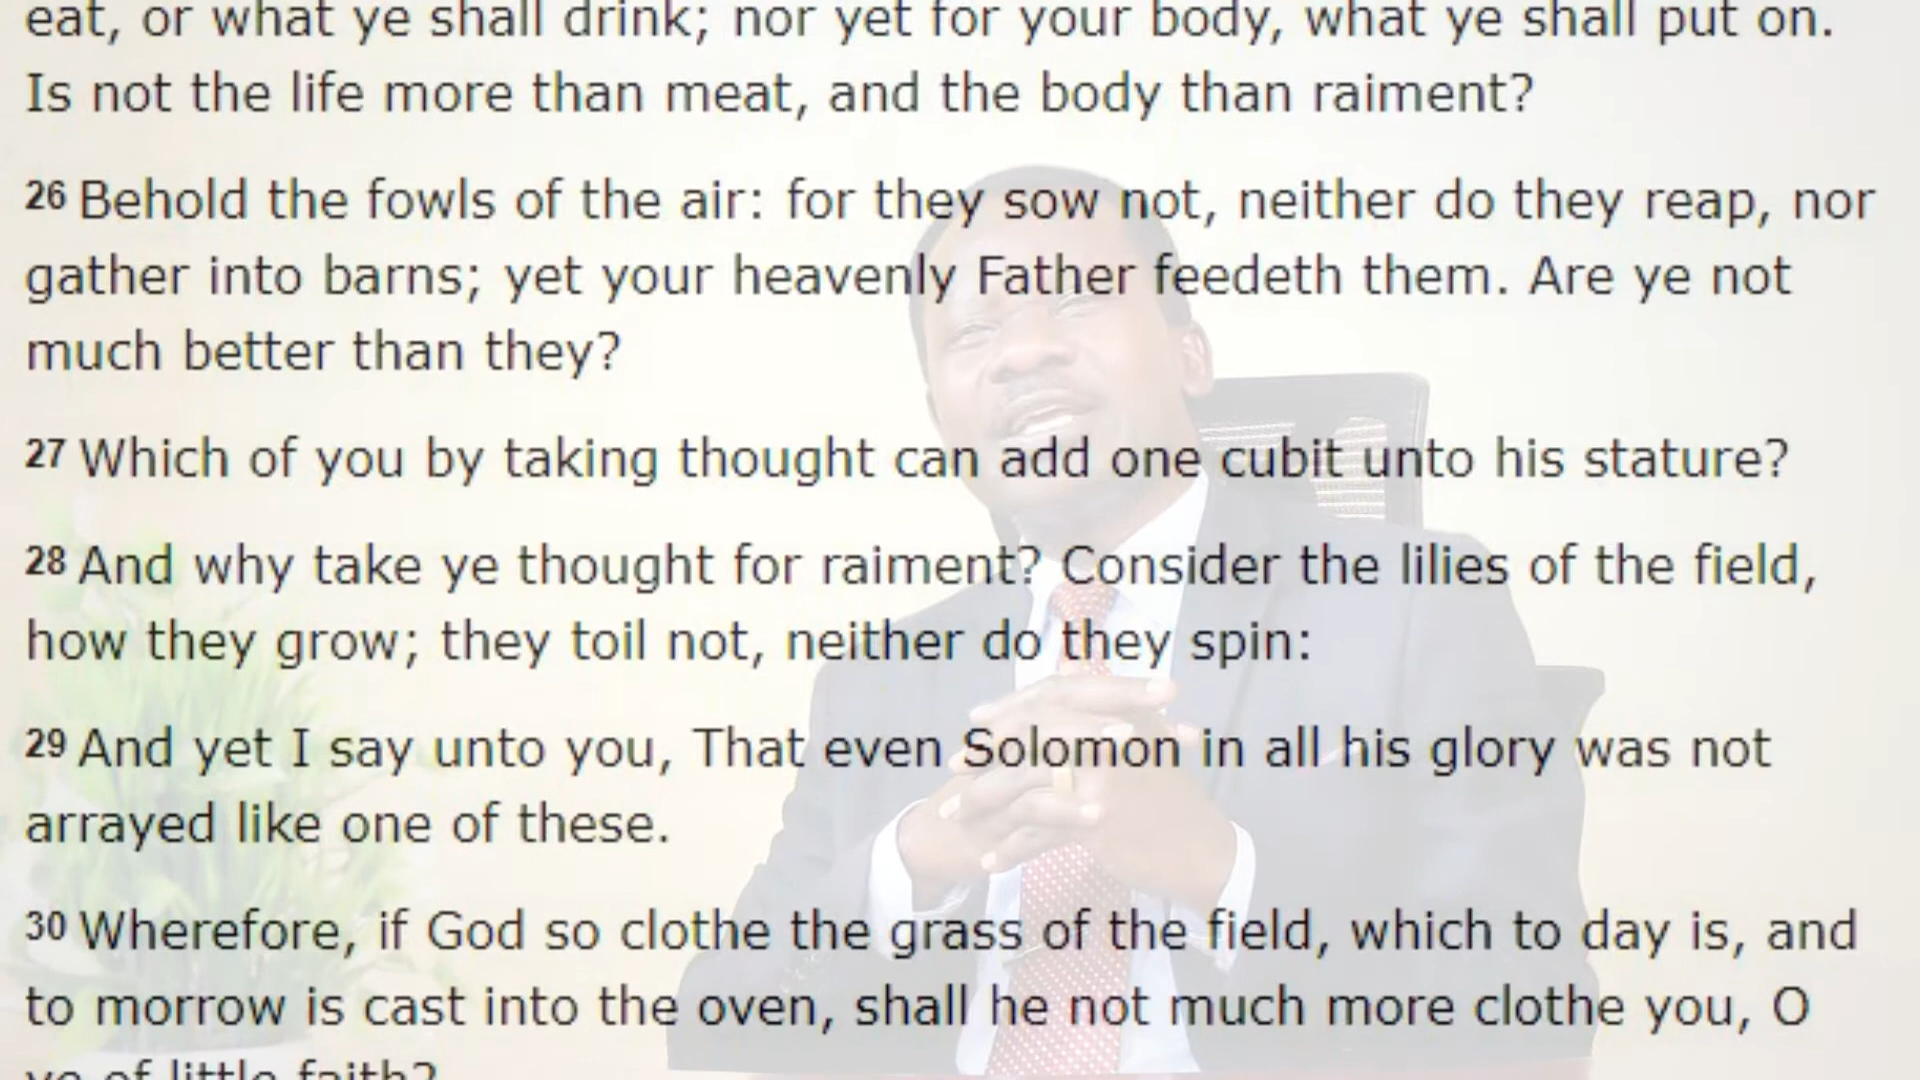 eat, or what ye shall drink; nor yet for your body, what ye shall put on.
Is not the life more than meat, and the body than raiment?
26 Behold the fowls of the air: for they sow not, neither do they reap, nor
gather into barns; yet your heavenly Father feedeth them. Are ye not
much better than they?
27 Which of you by taking thought can add one cubit unto his stature?
28 And why take ye thought for raiment? Consider the lilies of the field,
how they grow; they toil not, neither do they spin:
29 And yet I say unto you, That even Solomon in all his glory was not
arrayed like one of these.
30 Wherefore, if God so clothe the grass of the field, which to day is, and
to morrow is cast into the oven, shall he not much more clothe you, O
ye of little faith?